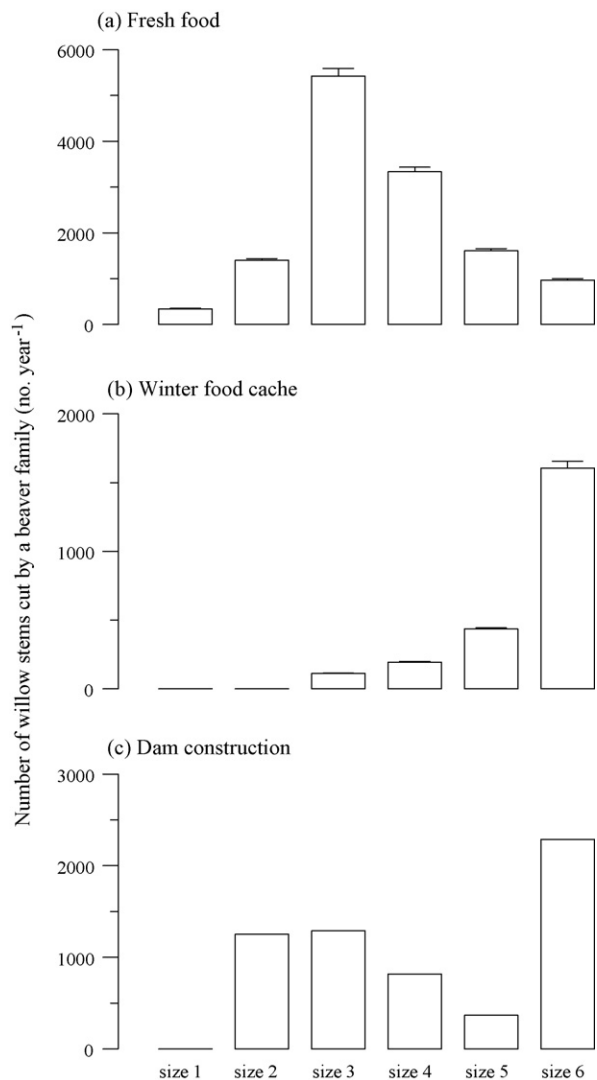 (a) Fresh food
6000
4000
2000
0
(b) Winter food cache
2000
1000
0
(c) Dam construction
3000
2000
1000
0
size 1 size 2 size 3 size 4 size 5 size 6
Number of willow stems cut by a beaver family (no. year⁻¹)